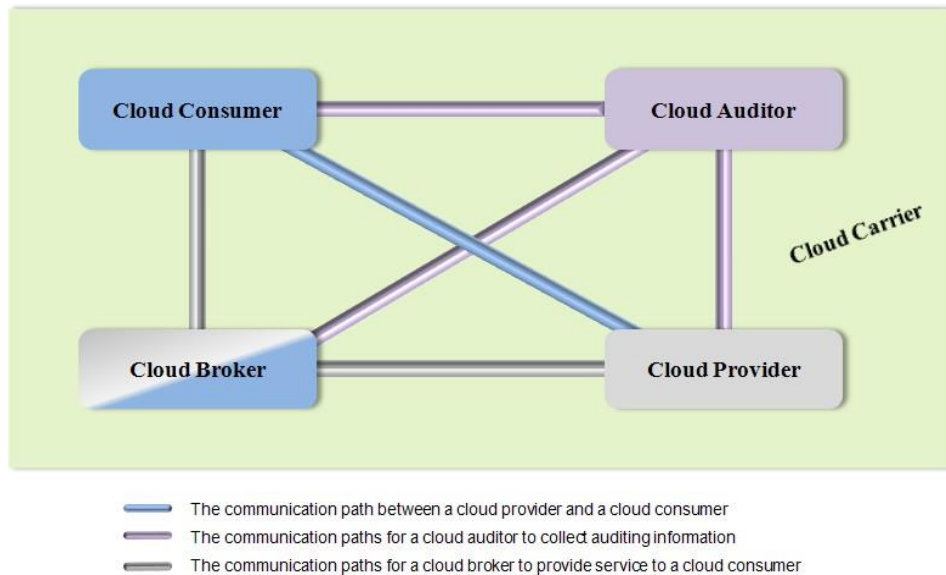 Cloud Consumer
Cloud Auditor
Cloud Carrier
Cloud Broker
Cloud Provider
The communication path between a cloud provider and a cloud consumer
The communication paths for a cloud auditor to collect auditing information
The communication paths for a cloud broker to provide service to a cloud consumer